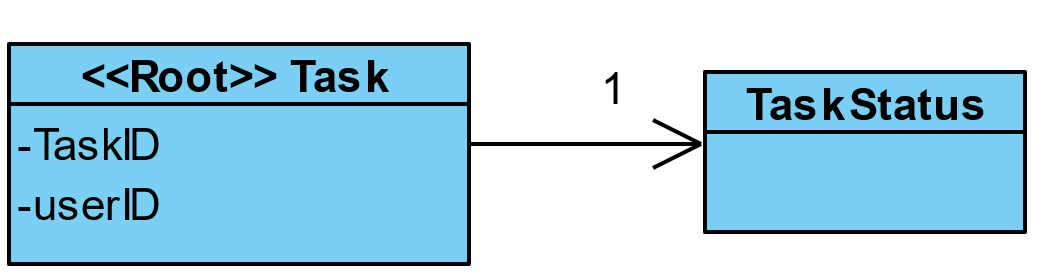 <<Root>> Task
-TaskID
-userID
1
TaskStatus